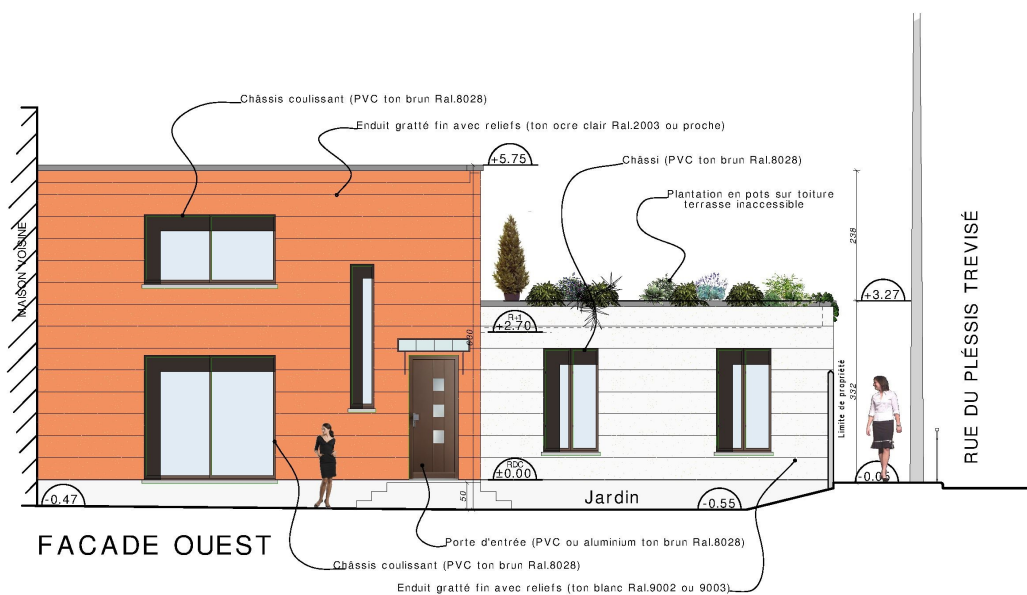 Châssis coulissant (PVC ton brun Ral.8028)
Enduit gratté fin avec reliefs (ton ocre clair Ral.2003 ou proche)
+5.75
Châssi (PVC ton brun Ral.8028)
Plantation en pots sur toiture
terrasse inaccessible
MAISON VOISINE
238
+3.27
R+1
+2.70
630
332
Limite de propriété
RUE DU PLÉSSIS TREVISÉ
RDC
±0.00
-0.05
-0.47
50
Jardin
-0.55
FACADE OUEST
Porte d'entrée (PVC ou aluminium ton brun Ral.8028)
Châssis coulissant (PVC ton brun Ral.8028)
Enduit gratté fin avec reliefs (ton blanc Ral.9002 ou 9003)